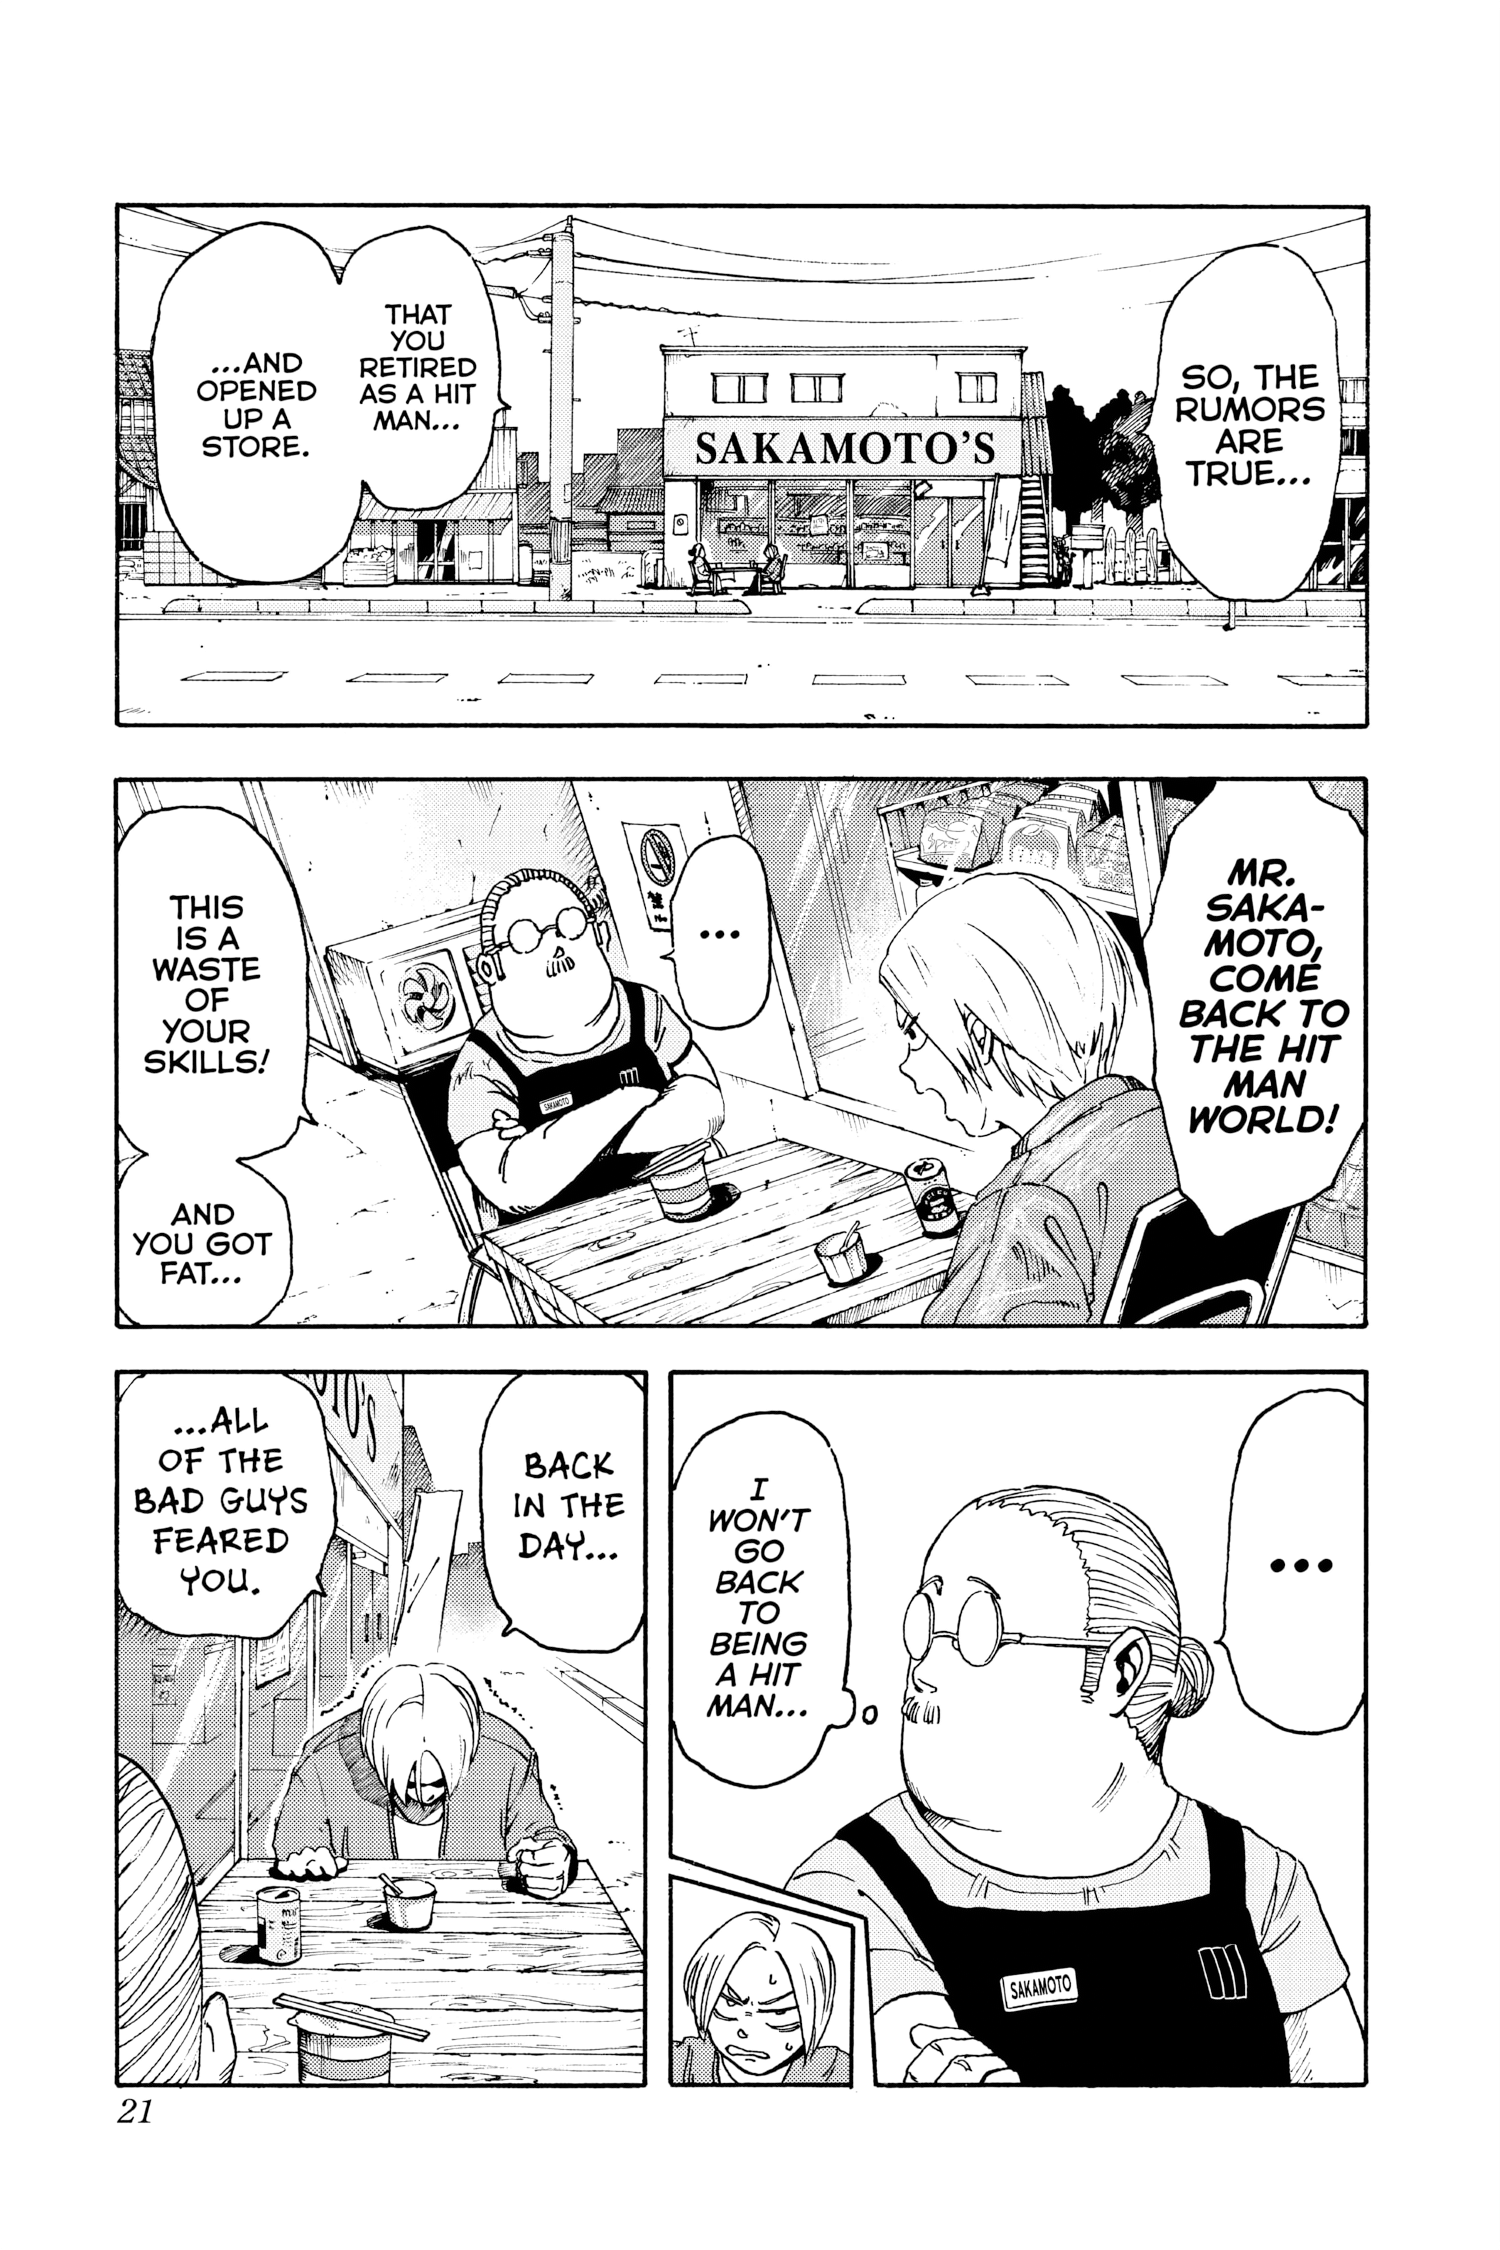 SO, THE
RUMORS
ARE
TRUE...
THAT
YOU
RETIRED
AS A HIT
MAN...
...AND
OPENED
UP A
STORE.
SAKAMOTO'S
MR.
SAKA-
MOTO,
COME
BACK TO
THE HIT
MAN
WORLD!
...
SAKAMOTO
THIS
IS A
WASTE
OF
YOUR
SKILLS!
AND
YOU GOT
FAT...
...
I
WON'T
GO
BACK
TO
BEING
A HIT
MAN...
SAKAMOTO
BACK
IN THE
DAY...
...ALL
OF THE
BAD GUYS
FEARED
YOU.
TO'S
21